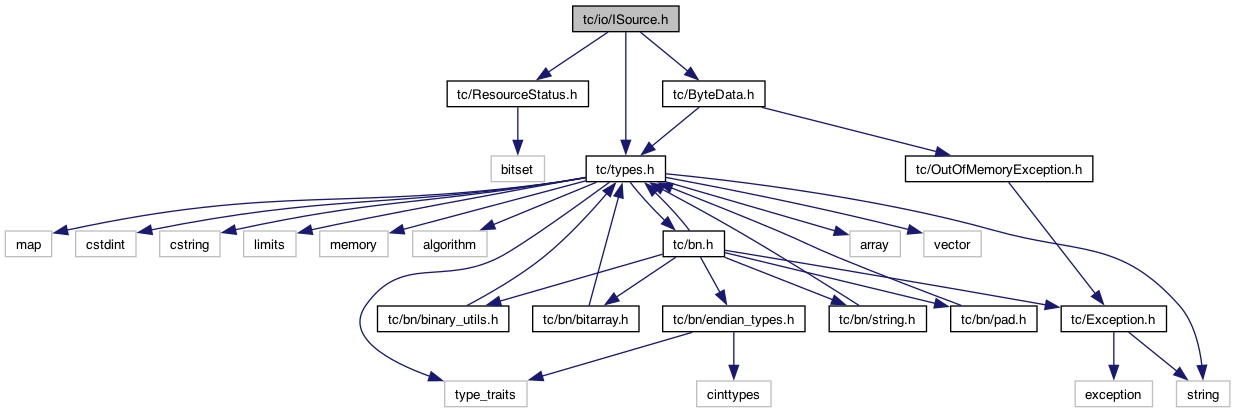 tc/io/ISource.h
tc/ResourceStatus.h
tc/ByteData.h
bitset
tc/types.h
tc/OutOfMemoryException.h
map
cstdint
cstring
limits
memory
algorithm
tc/bn.h
array
vector
tc/bn/binary_utils.h
tc/bn/bitarray.h
tc/bn/endian_types.h
tc/bn/string.h
tc/bn/pad.h
tc/Exception.h
type_traits
cinttypes
exception
string